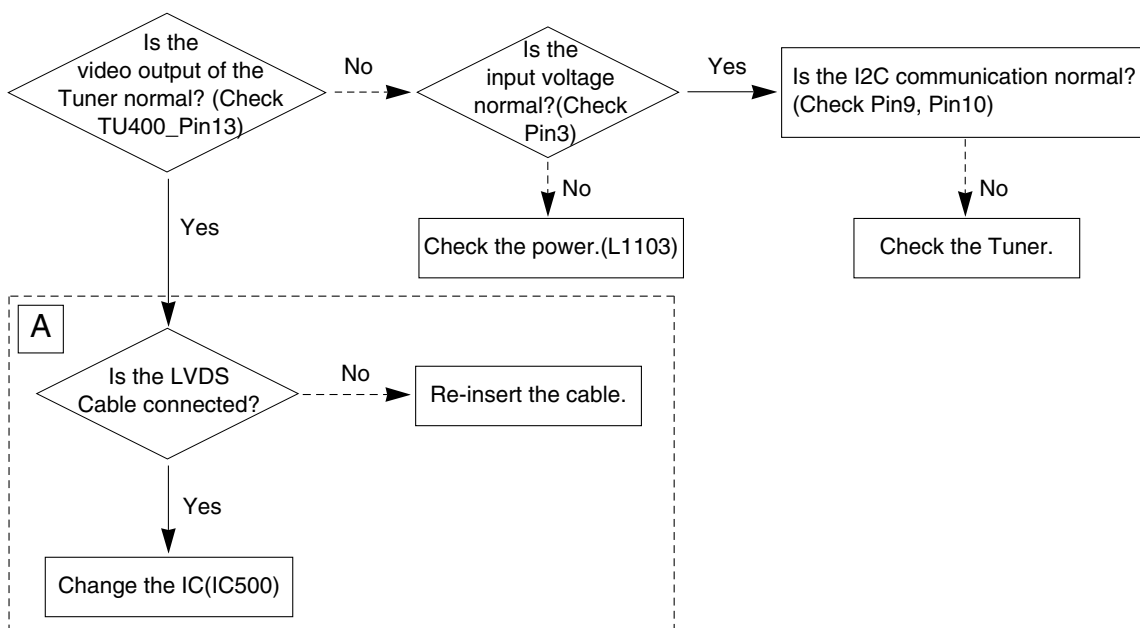 Is the
video output of the
Tuner normal? (Check
TU400_Pin13)
No
Is the
input voltage
normal?(Check
Pin3)
Yes
Is the I2C communication normal?
(Check Pin9, Pin10)
Yes
No
Check the power.(L1103)
No
Check the Tuner.
A
Is the LVDS
Cable connected?
No
Re-insert the cable.
Yes
Change the IC(IC500)